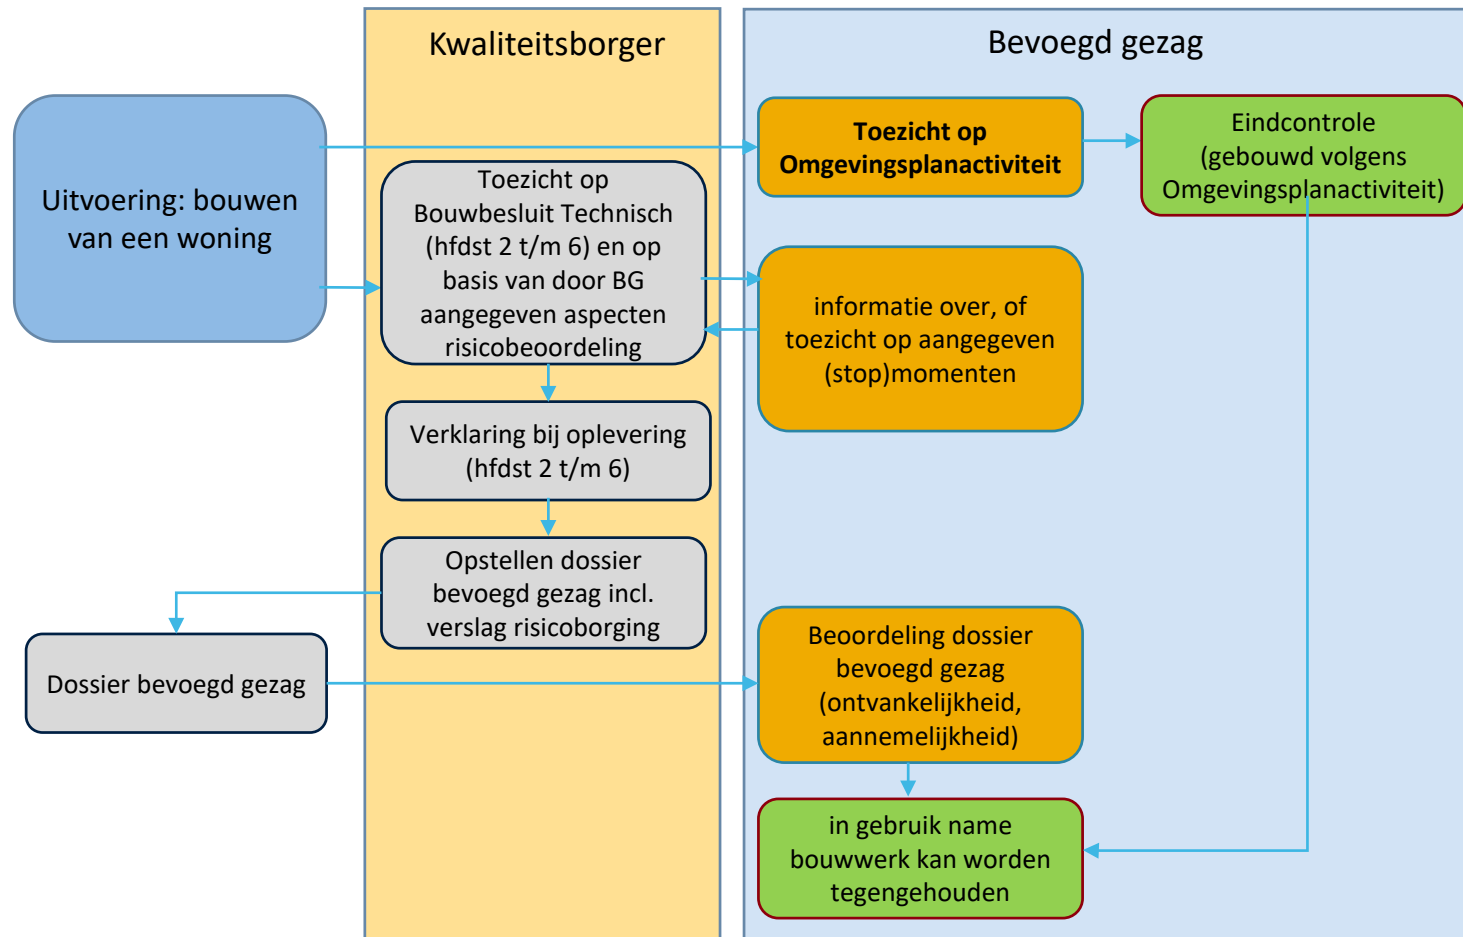 Kwaliteitsborger
Bevoegd gezag
Uitvoering: bouwen
van een woning
Toezicht op
Bouwbesluit Technisch
(hfdst 2 t/m 6) en op
basis van door BG
aangegeven aspecten
risicobeoordeling
Toezicht op
Omgevingsplanactiviteit
Eindcontrole
(gebouwd volgens
Omgevingsplanactiviteit)
informatie over, of
toezicht op aangegeven
(stop)momenten
Verklaring bij oplevering
(hfdst 2 t/m 6)
Opstellen dossier
bevoegd gezag incl.
verslag risicoborging
Dossier bevoegd gezag
Beoordeling dossier
bevoegd gezag
(ontvankelijkheid,
aannemelijkheid)
in gebruik name
bouwwerk kan worden
tegengehouden